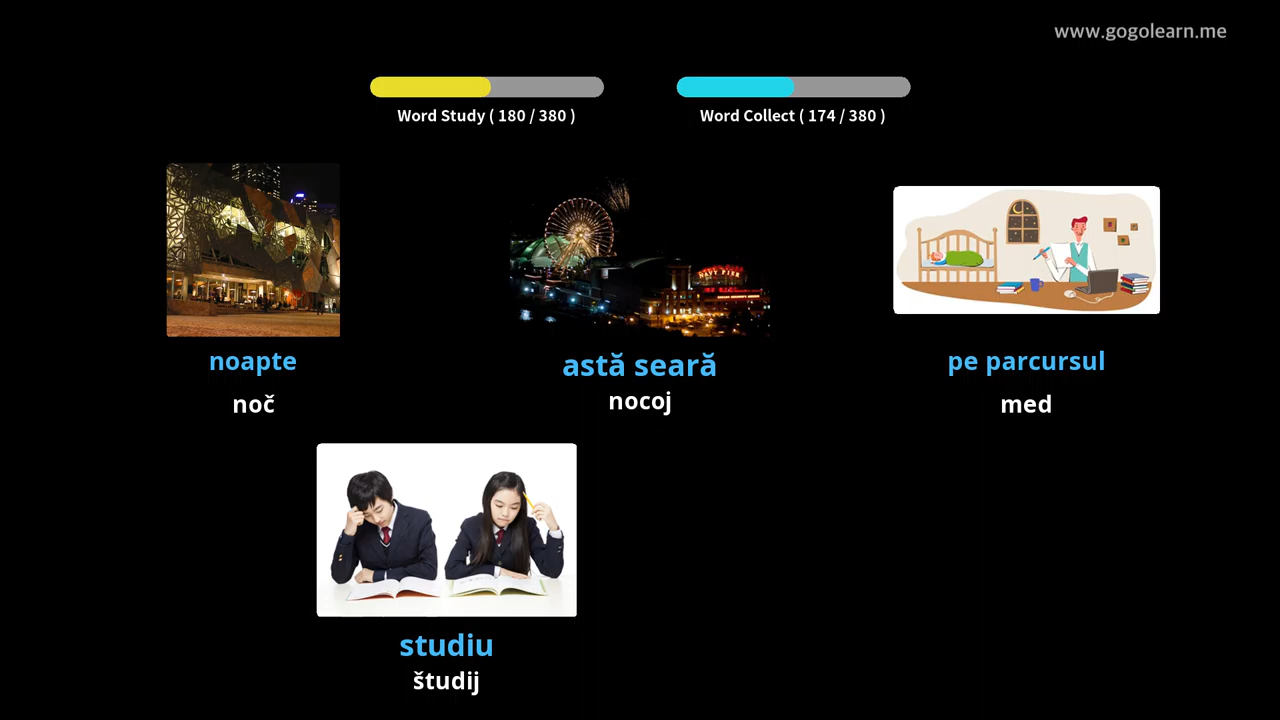 www.gogolearn.me
Word Study ( 180 / 380 )
Word Collect ( 174 / 380 )
noapte
noč
astă seară
nocoj
pe parcursul
med
studiu
študij